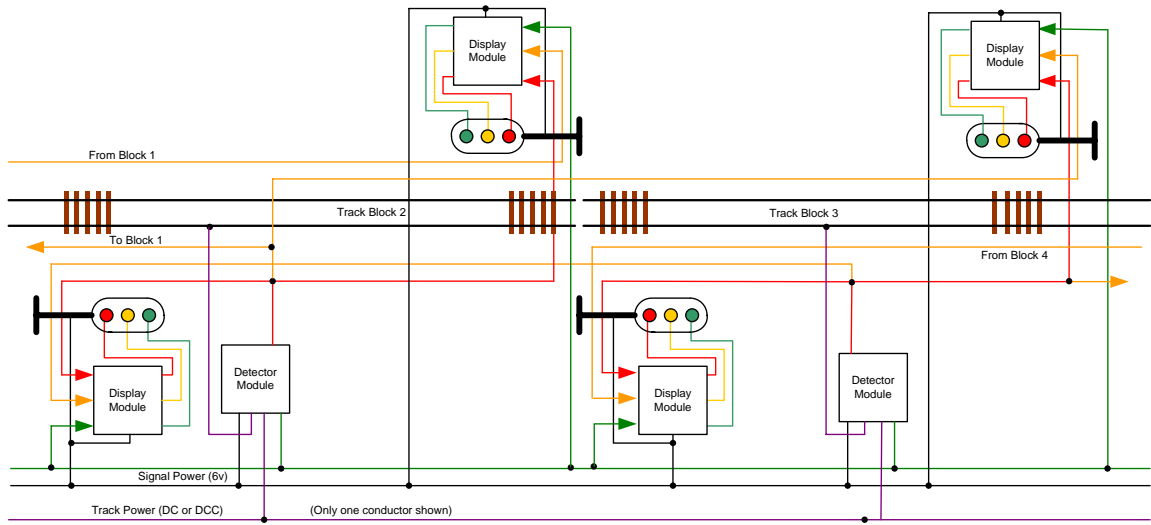 Display
Module
Display
Module
From Block 1
Track Block 2
Track Block 3
To Block 1
From Block 4
Detector
Module
Detector
Module
Display
Module
Display
Module
Signal Power (6v)
Track Power (DC or DCC)
(Only one conductor shown)